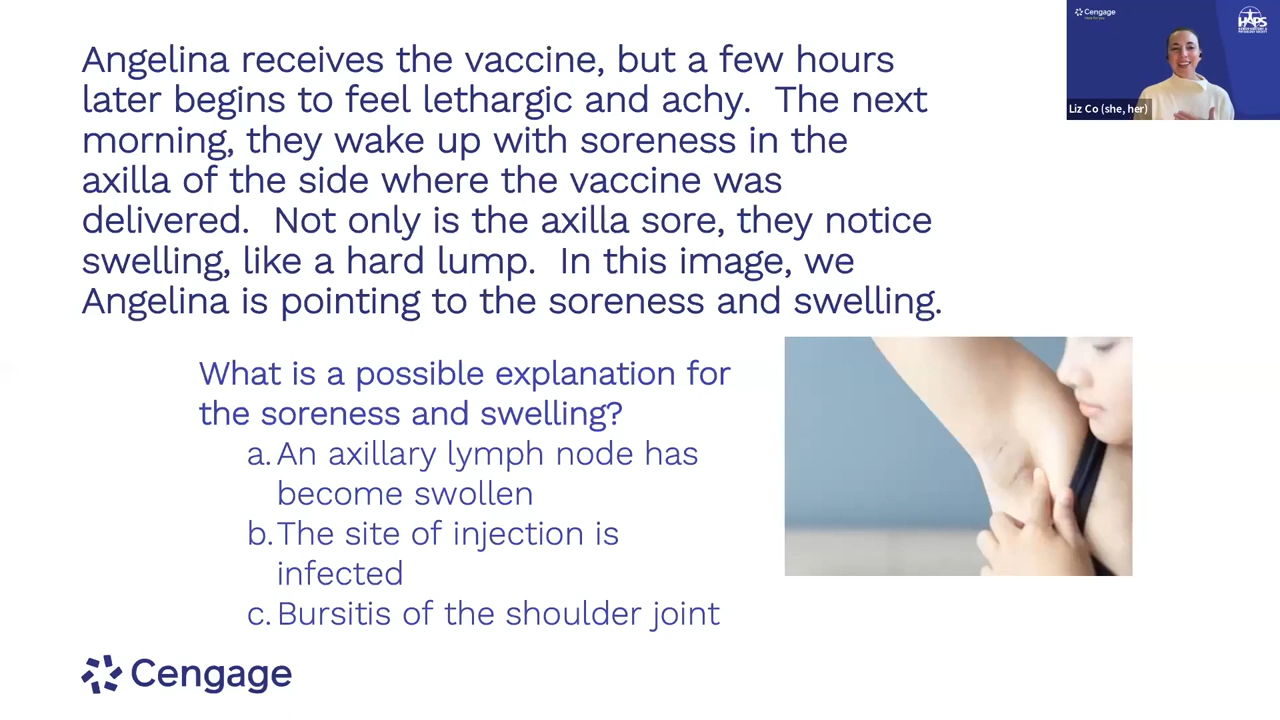 Angelina receives the vaccine, but a few hours
later begins to feel lethargic and achy. The next
morning, they wake up with soreness in the
axilla of the side where the vaccine was
delivered. Not only is the axilla sore, they notice
swelling, like a hard lump. In this image, we
Angelina is pointing to the soreness and swelling.
What is a possible explanation for
the soreness and swelling?
a. An axillary lymph node has
become swollen
b. The site of injection is
infected
c. Bursitis of the shoulder joint
Cengage
Cengage
HAPS
Liz Co (she, her)